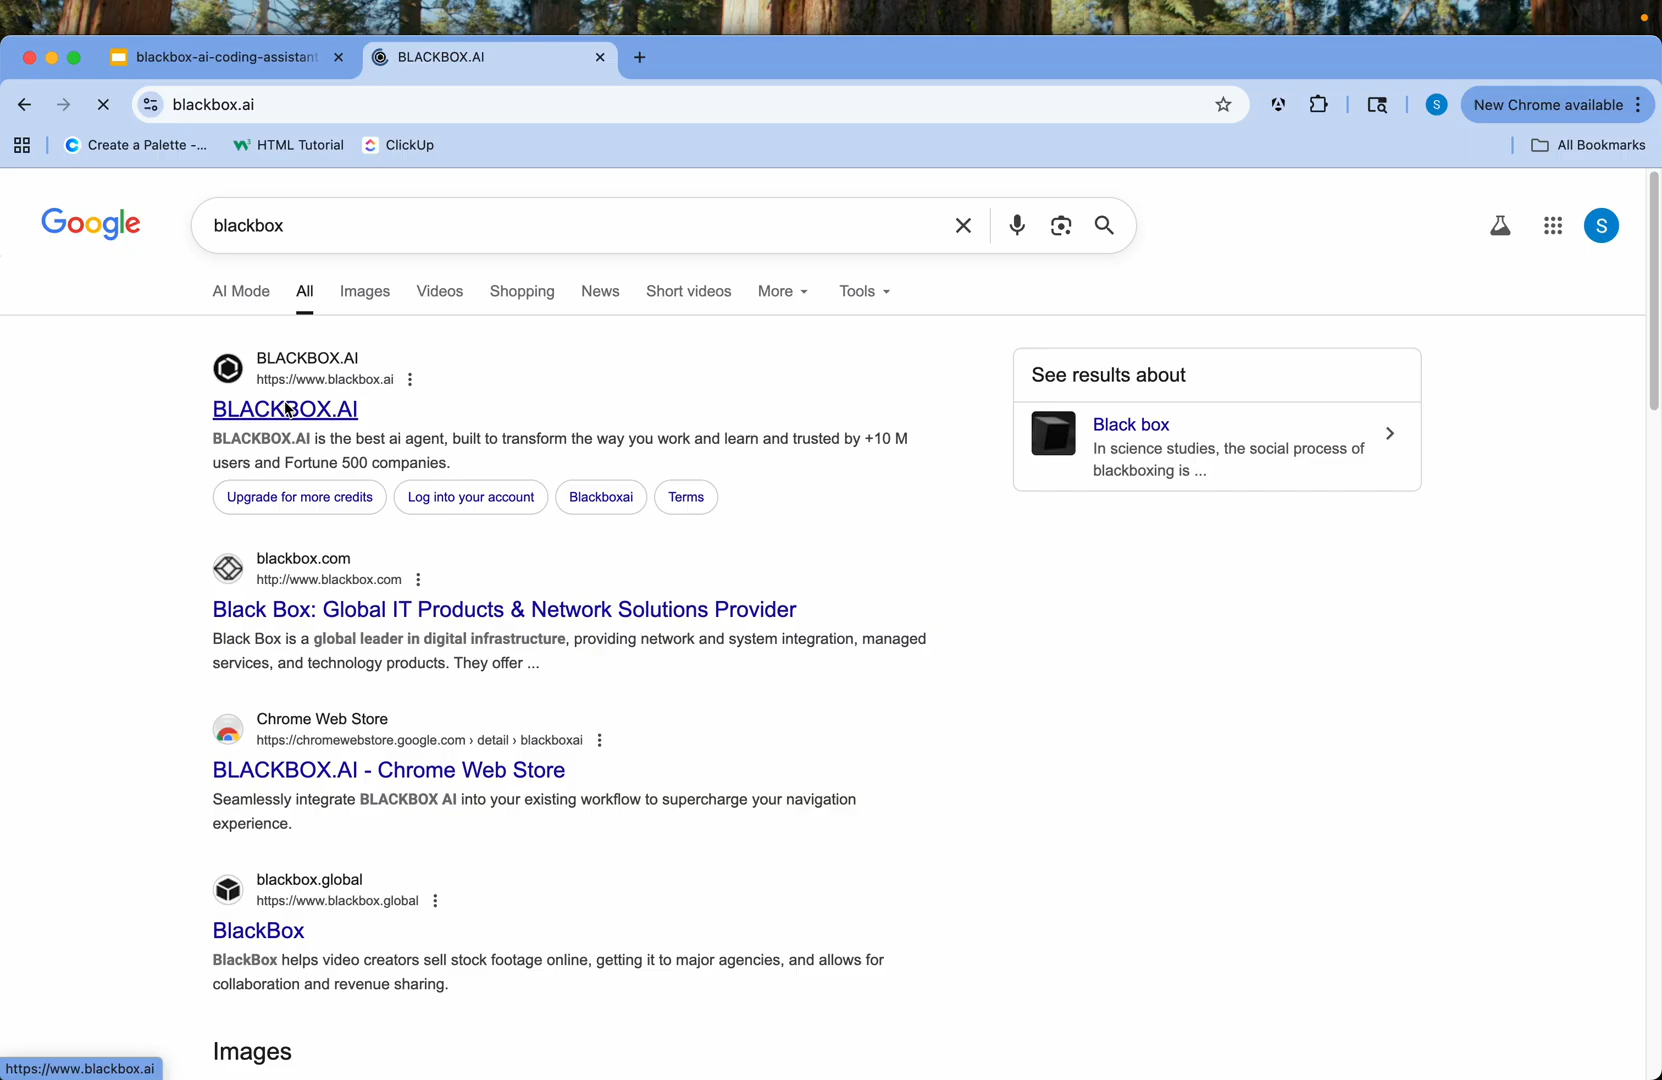 blackbox-ai-coding-assistant
BLACKBOX.AI
blackbox.ai
S
New Chrome available
Create a Palette -...
HTML Tutorial
ClickUp
All Bookmarks
Google
blackbox
S
AI Mode
All
Images
Videos
Shopping
News
Short videos
More
Tools
BLACKBOX.AI
https://www.blackbox.ai
BLACKBOX.AI
BLACKBOX.AI is the best ai agent, built to transform the way you work and learn and trusted by +10 M
users and Fortune 500 companies.
Upgrade for more credits
Log into your account
Blackboxai
Terms
See results about
Black box
In science studies, the social process of
blackboxing is ...
blackbox.com
http://www.blackbox.com
Black Box: Global IT Products & Network Solutions Provider
Black Box is a global leader in digital infrastructure, providing network and system integration, managed
services, and technology products. They offer ...
Chrome Web Store
https://chromewebstore.google.com › detail › blackboxai
BLACKBOX.AI - Chrome Web Store
Seamlessly integrate BLACKBOX AI into your existing workflow to supercharge your navigation
experience.
blackbox.global
https://www.blackbox.global
BlackBox
BlackBox helps video creators sell stock footage online, getting it to major agencies, and allows for
collaboration and revenue sharing.
Images
https://www.blackbox.ai